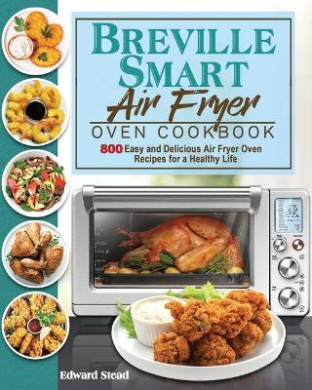 BREVILLE
SMART
Air Fryer
OVEN COOKBOOK
800 Easy and Delicious Air Fryer Oven
Recipes for a Healthy Life
Edward Stead